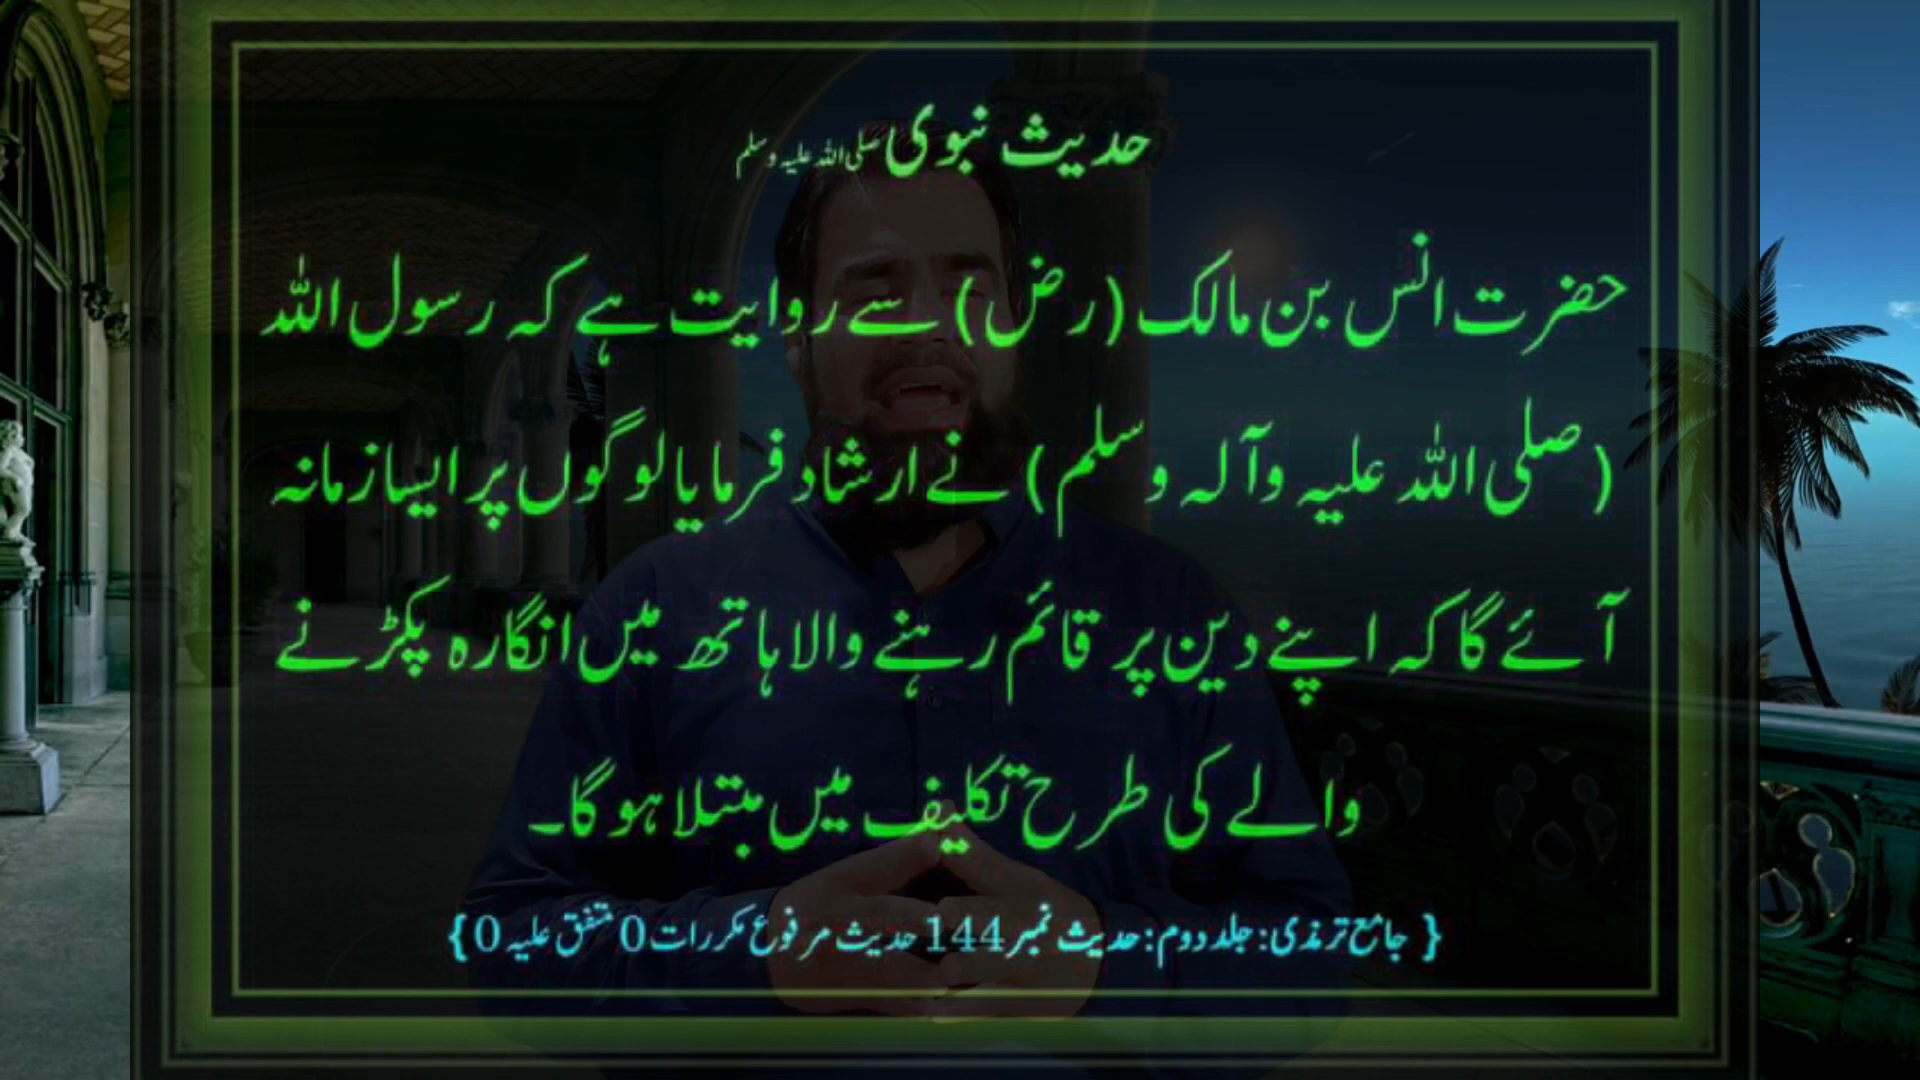 حدیث نبوی صلی اللہ علیہ وسلم
حضرت انس بن مالک (رض) سے روایت ہے کہ رسول اللہ
(صلی اللہ علیہ وآلہ وسلم) نے ارشاد فرمایا لوگوں پر ایسا زمانہ
آئے گا کہ اپنے دین پر قائم رہنے والا ہاتھ میں انگارہ پکڑنے
والے کی طرح تکلیف میں مبتلا ہو گا۔
{ جامع ترمذی: جلد دوم: حدیث نمبر 144 حدیث مرفوع مکررات 0 متفق علیہ 0}